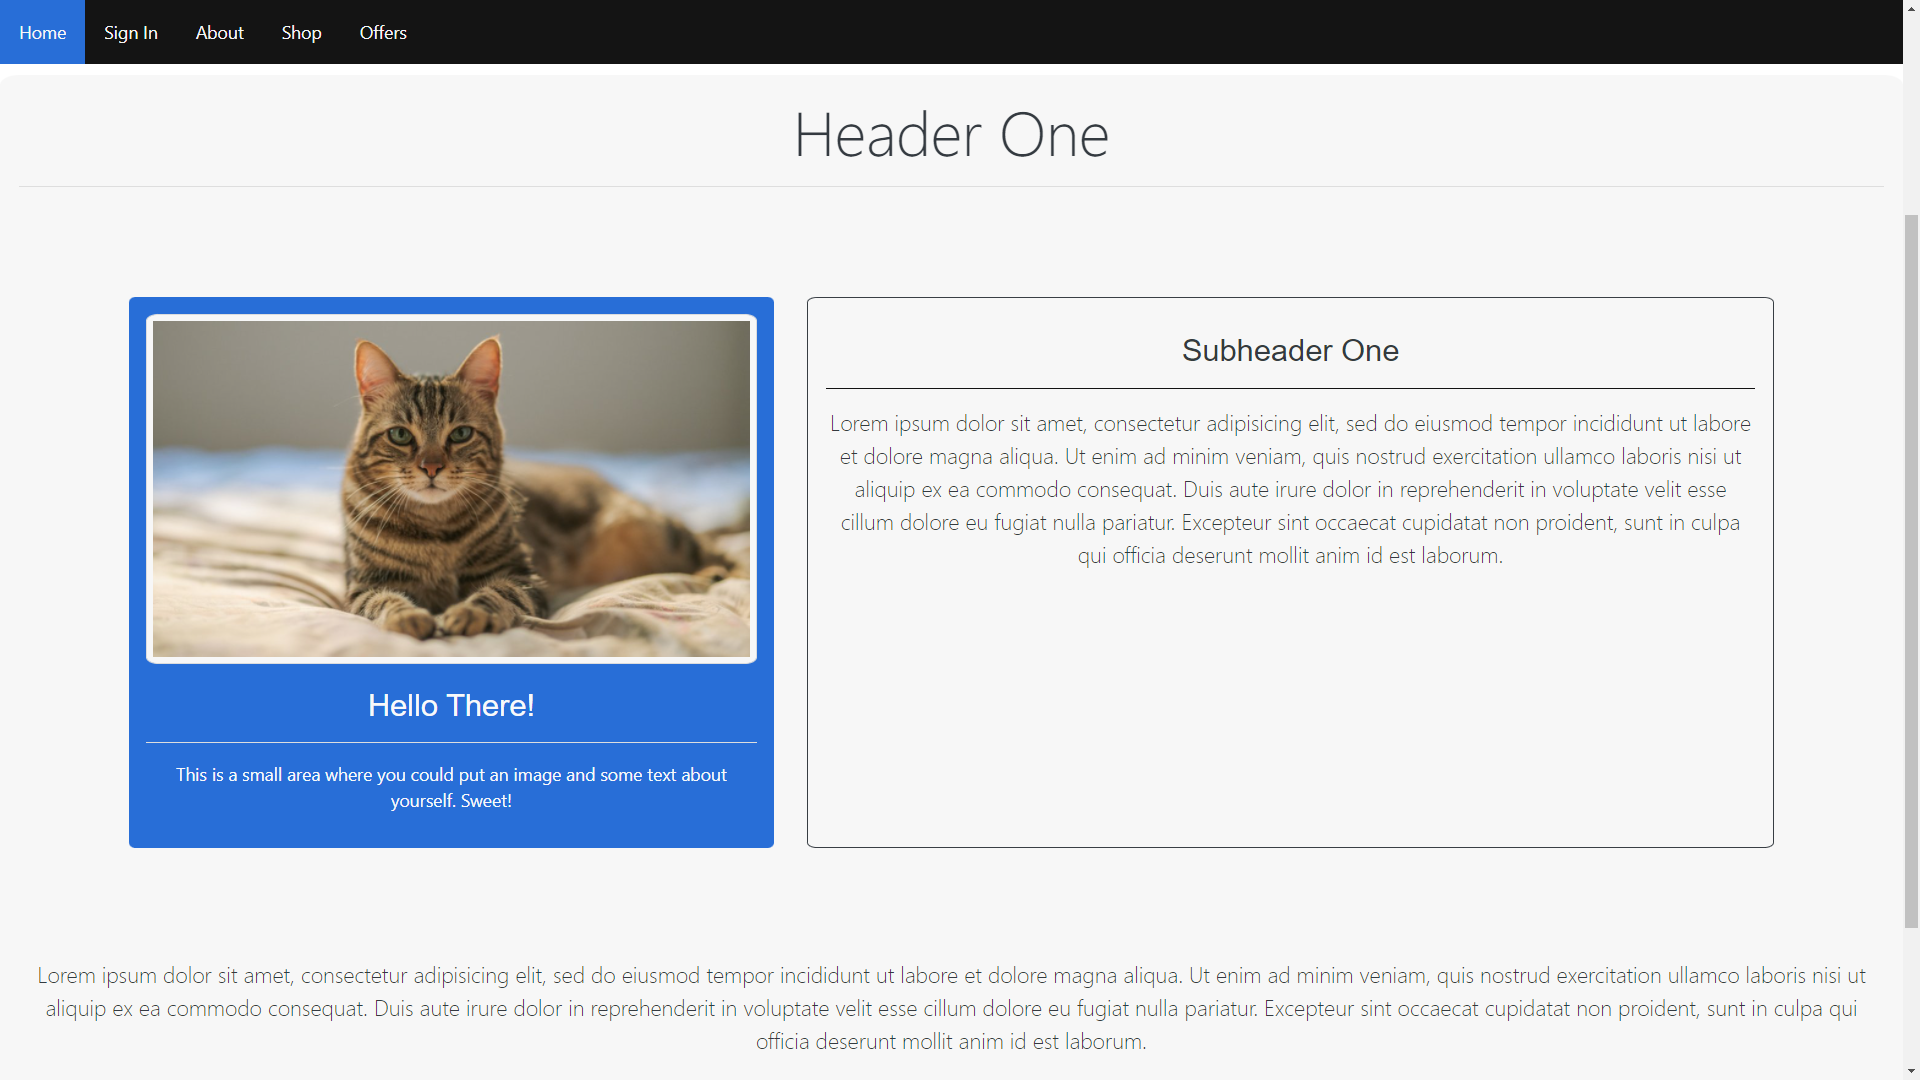 Home Sign In About Shop Offers
Header One
Hello There!
This is a small area where you could put an image and some text about
yourself. Sweet!
Subheader One
Lorem ipsum dolor sit amet, consectetur adipisicing elit, sed do eiusmod tempor incididunt ut labore
et dolore magna aliqua. Ut enim ad minim veniam, quis nostrud exercitation ullamco laboris nisi ut
aliquip ex ea commodo consequat. Duis aute irure dolor in reprehenderit in voluptate velit esse
cillum dolore eu fugiat nulla pariatur. Excepteur sint occaecat cupidatat non proident, sunt in culpa
qui officia deserunt mollit anim id est laborum.
Lorem ipsum dolor sit amet, consectetur adipisicing elit, sed do eiusmod tempor incididunt ut labore et dolore magna aliqua. Ut enim ad minim veniam, quis nostrud exercitation ullamco laboris nisi ut
aliquip ex ea commodo consequat. Duis aute irure dolor in reprehenderit in voluptate velit esse cillum dolore eu fugiat nulla pariatur. Excepteur sint occaecat cupidatat non proident, sunt in culpa qui
officia deserunt mollit anim id est laborum.